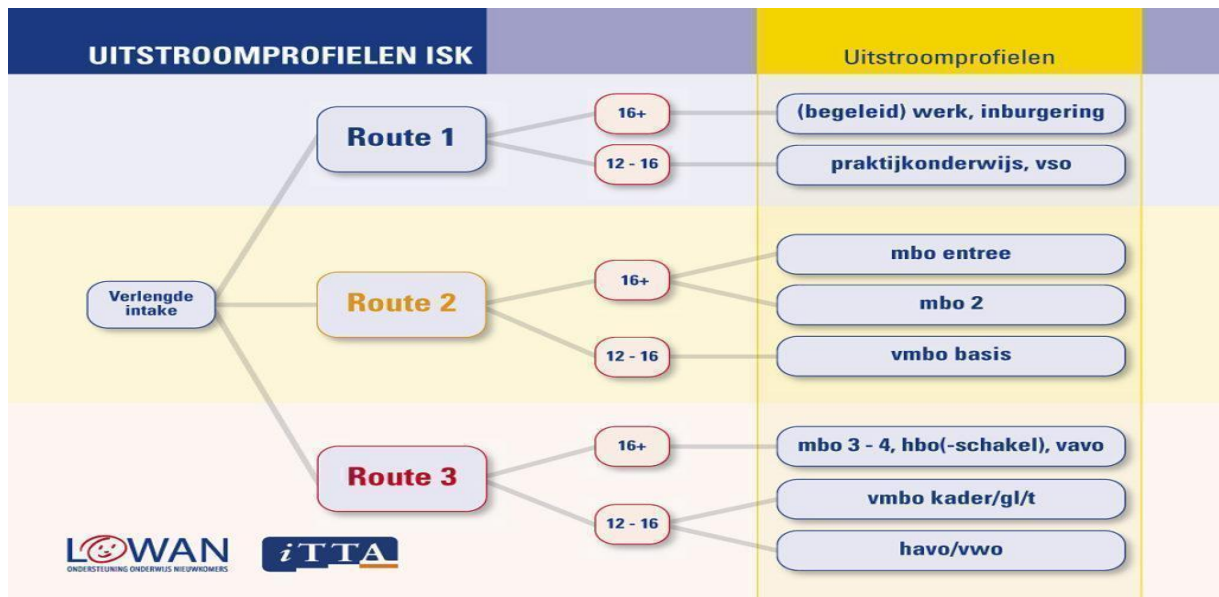 UITSTROOMPROFIELEN ISK
Uitstroomprofielen
Route 1
16+
(begeleid) werk, inburgering
12 - 16
praktijkonderwijs, vso
Verlengde
intake
Route 2
16+
mbo entree
mbo 2
12 - 16
vmbo basis
Route 3
16+
mbo 3 - 4, hbo(-schakel), vavo
12 - 16
vmbo kader/gl/t
havo/vwo
LOWAN
ONDERSTEUNING ONDERWIJS NIEUWKOMERS
iTTA